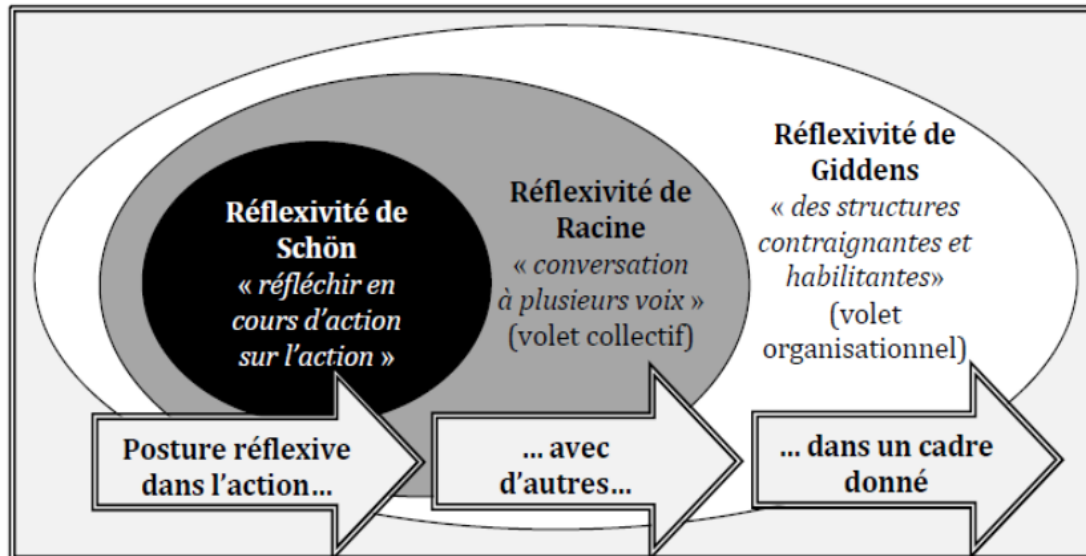 Réflexivité de
Schön
« réfléchir en
cours d’action
sur l’action »
Réflexivité de
Racine
« conversation
à plusieurs voix »
(volet collectif)
Réflexivité de
Giddens
« des structures
contraignantes et
habilitantes»
(volet
organisationnel)
Posture réflexive
dans l’action…
… avec
d’autres…
… dans un cadre
donné